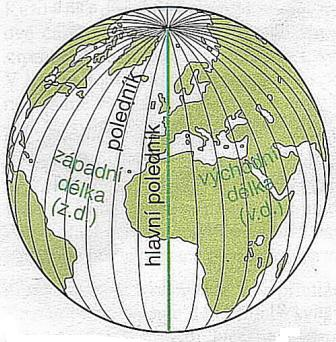 poledník
hlavní poledník
západní
délka
(z.d.)
východní
délka
(v.d.)